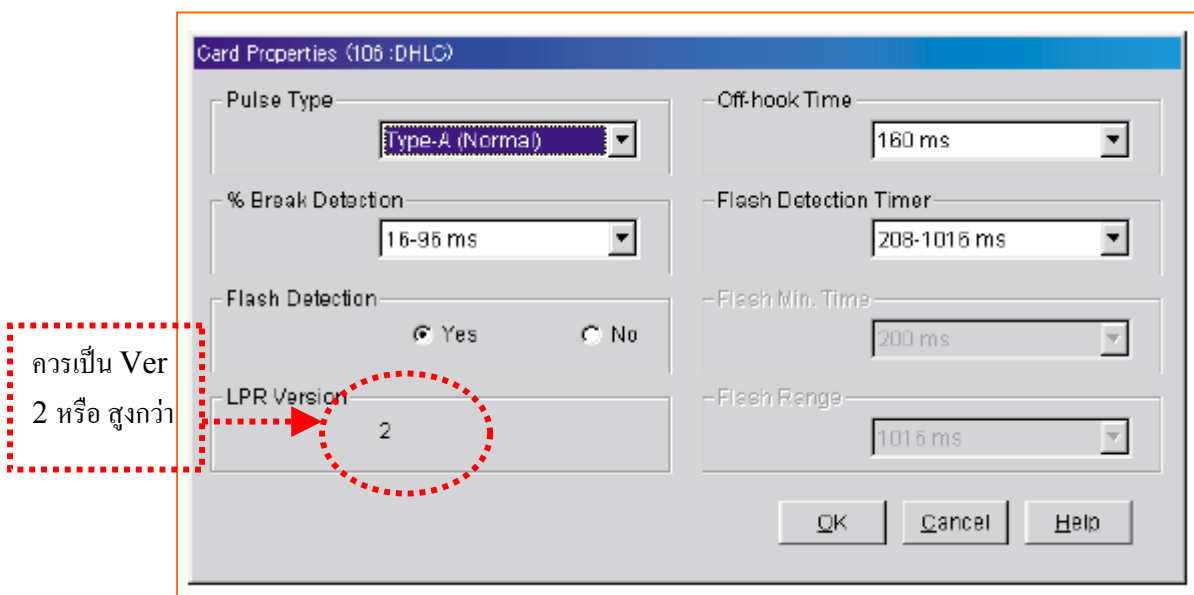 Card Properties (106 :DHLC)
Pulse Type
Type-A (Normal)
Off-hook Time
160 ms
% Break Detection
16-96 ms
Flash Detection Timer
208-1016 ms
Flash Detection
Yes
No
Flash Min. Time
200 ms
LPR Version
2
Flash Range
1016 ms
OK
Cancel
Help
ควรเป็น Ver
2 หรือ สูงกว่า